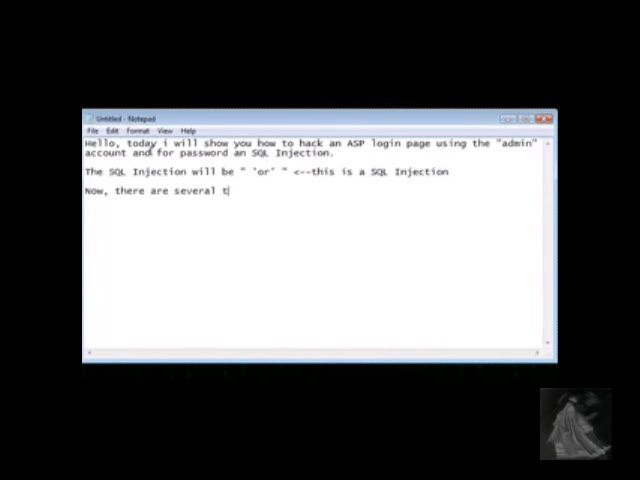 Untitled - Notepad
File Edit Format View Help
Hello, today i will show you how to hack an ASP login page using the "admin"
account and for password an SQL Injection.
The SQL Injection will be " 'or' " <--this is a SQL Injection
Now, there are several t